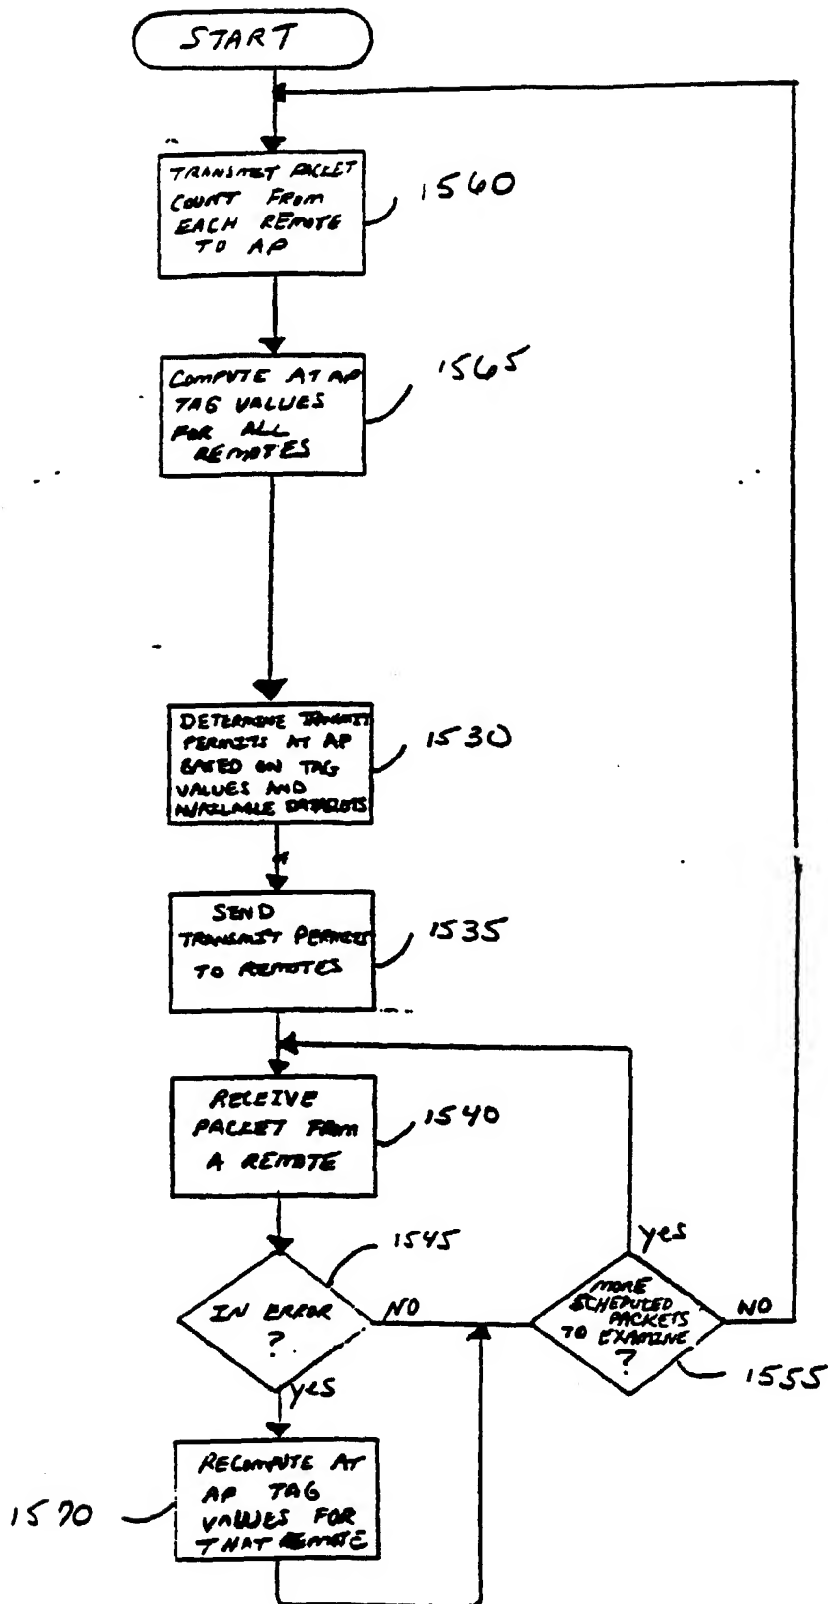 START
TRANSMIT PACKET
COUNT FROM
EACH REMOTE
TO AP
1560
COMPUTE AT AP
TAG VALUES
FOR ALL
REMOTES
1565
DETERMINE TRANSMIT
PERMITS AT AP
BASED ON TAG
VALUES AND
AVAILABLE DATASLOTS
1530
SEND
TRANSMIT PERMITS
TO REMOTES
1535
RECEIVE
PACKET FROM
A REMOTE
1540
IN ERROR
?
1545
NO
yes
MORE
SCHEDULED
PACKETS
TO EXAMINE
?
yes
NO
1555
RECOMPUTE AT
AP TAG
VALUES FOR
THAT REMOTE
1570